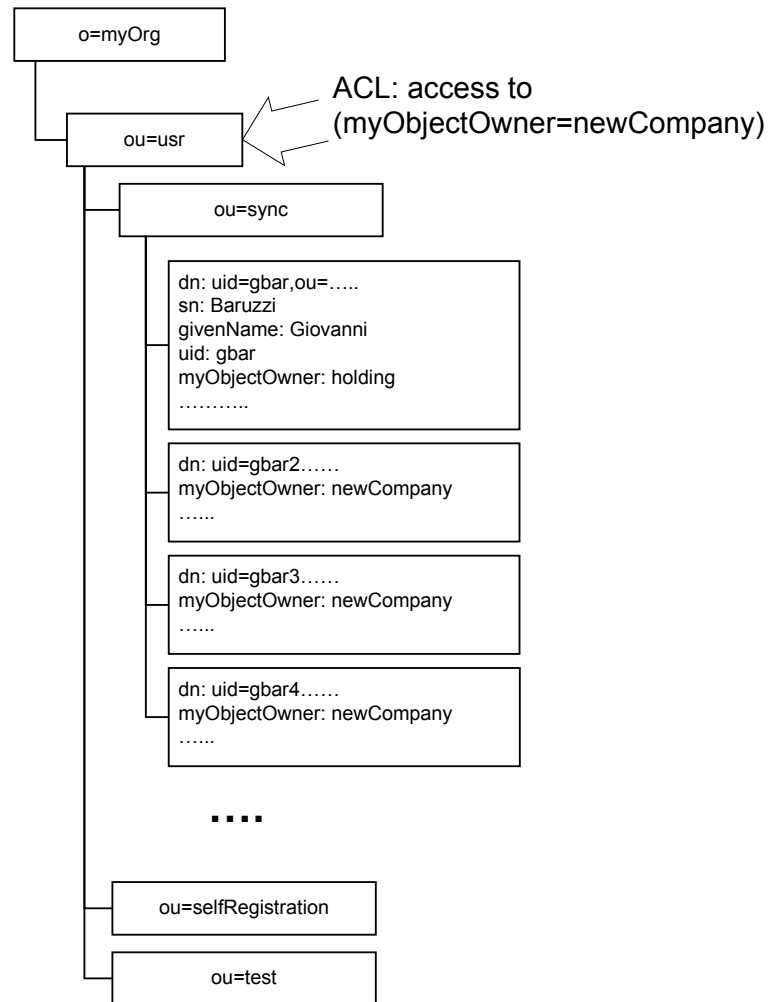 o=myOrg
ACL: access to
(myObjectOwner=newCompany)
ou=usr
ou=sync
dn: uid=gbar,ou=…..
sn: Baruzzi
givenName: Giovanni
uid: gbar
myObjectOwner: holding
………..
dn: uid=gbar2……
myObjectOwner: newCompany
…...
dn: uid=gbar3……
myObjectOwner: newCompany
…...
dn: uid=gbar4……
myObjectOwner: newCompany
…...
....
ou=selfRegistration
ou=test